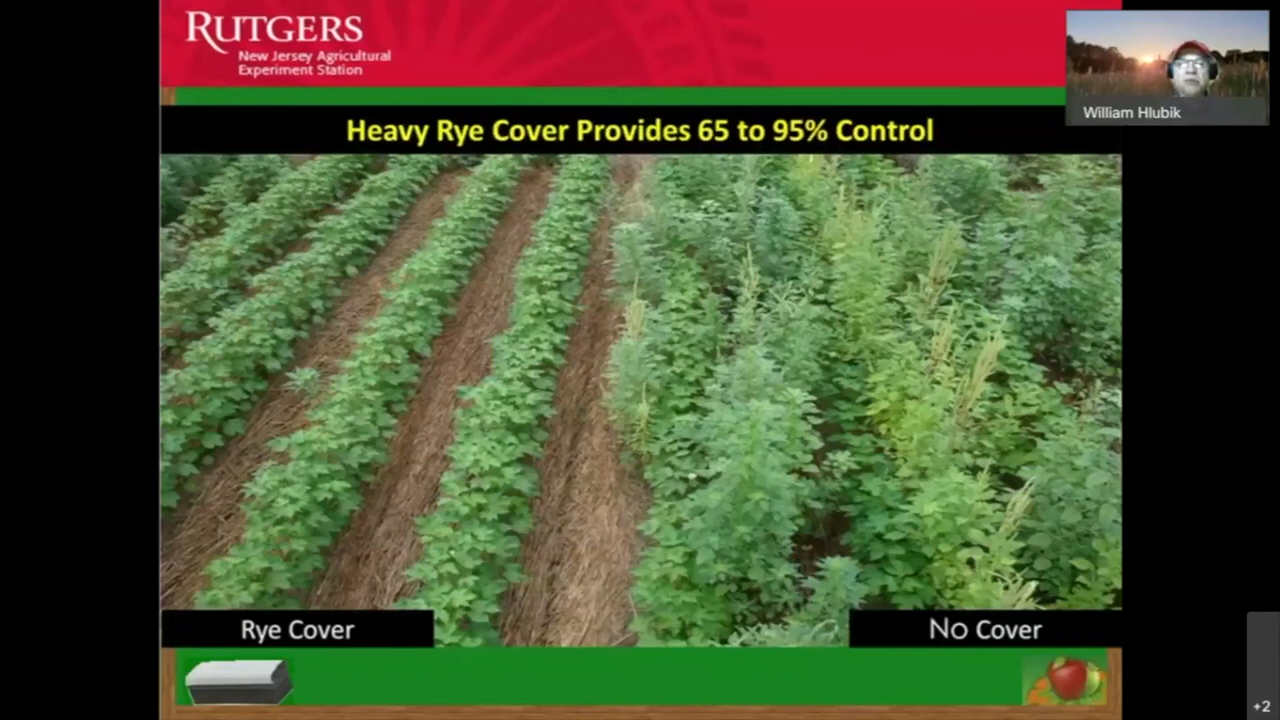 RUTGERS
New Jersey Agricultural
Experiment Station
William Hlubik
Heavy Rye Cover Provides 65 to 95% Control
Rye Cover
No Cover
+2